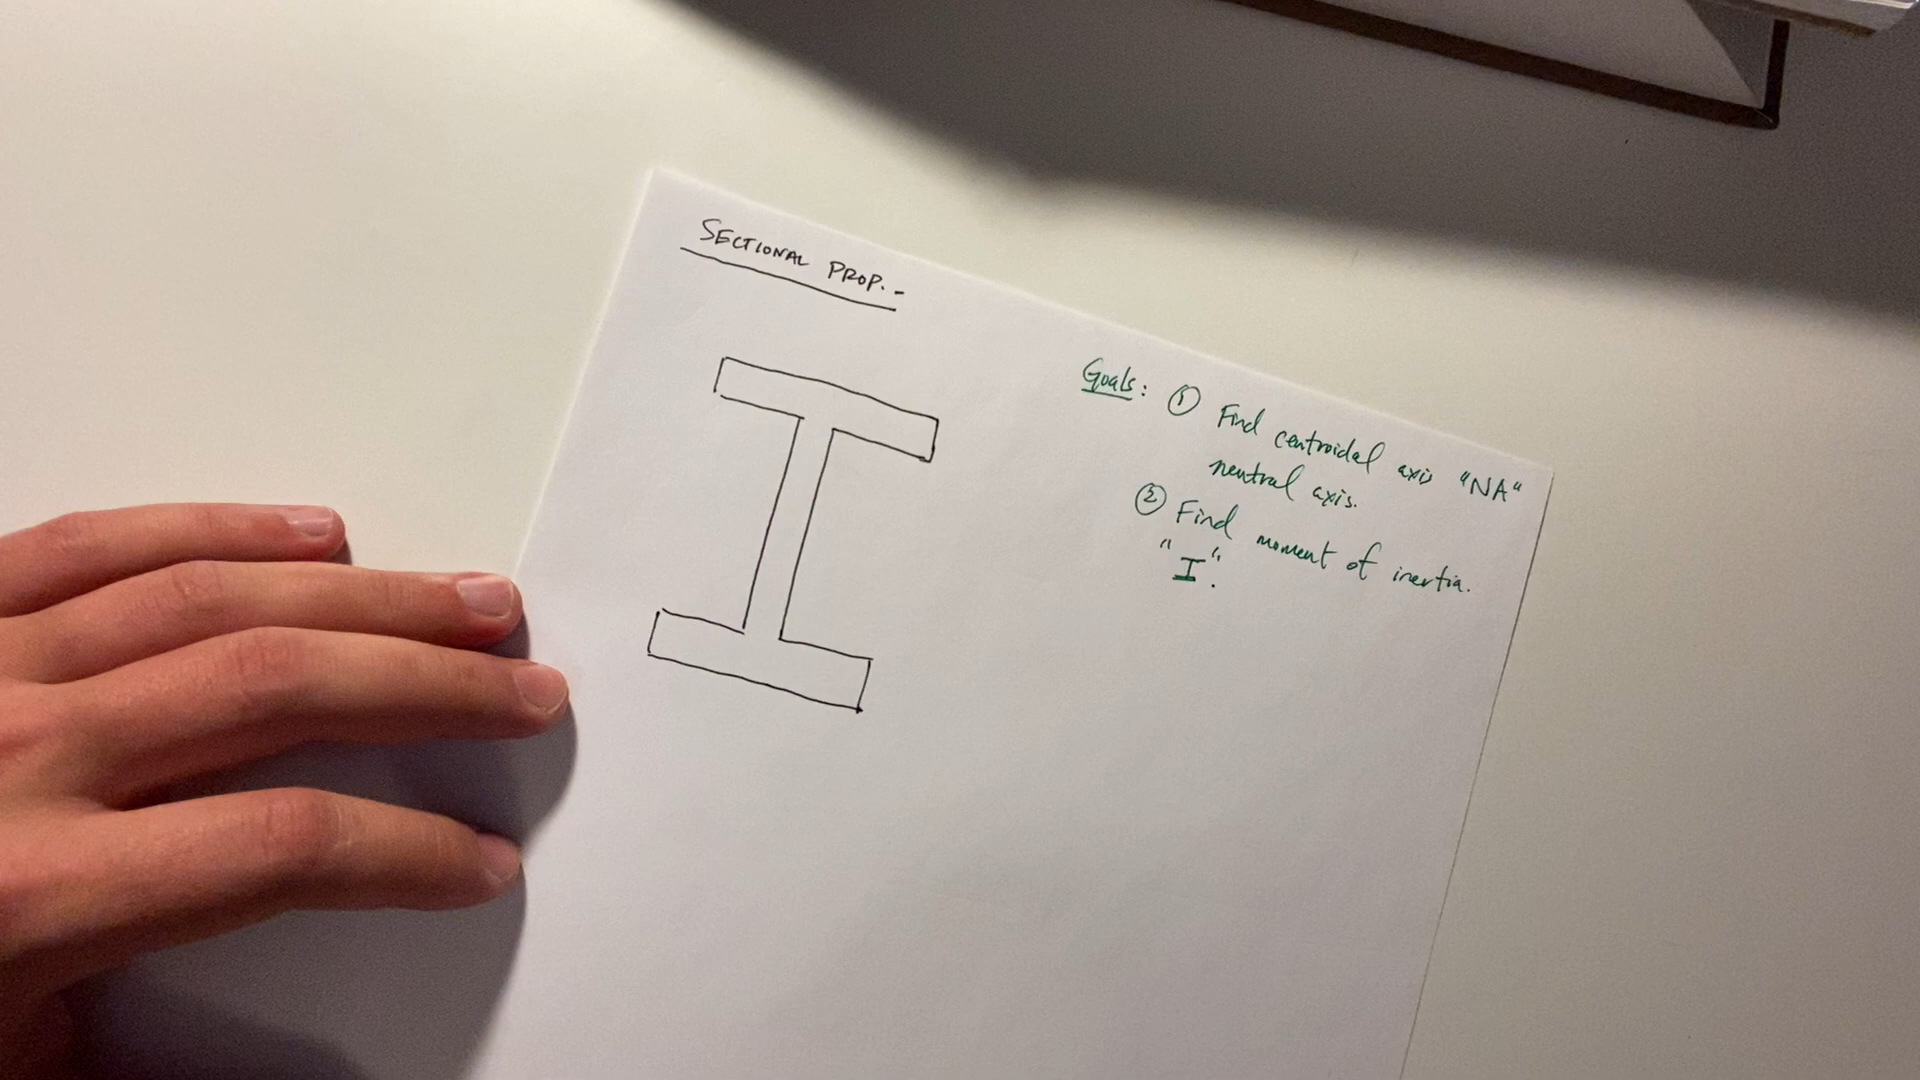 SECTIONAL PROP.-
Goals: ① Find centroidal axis "NA"
neutral axis.
② Find moment of inertia.
"I".